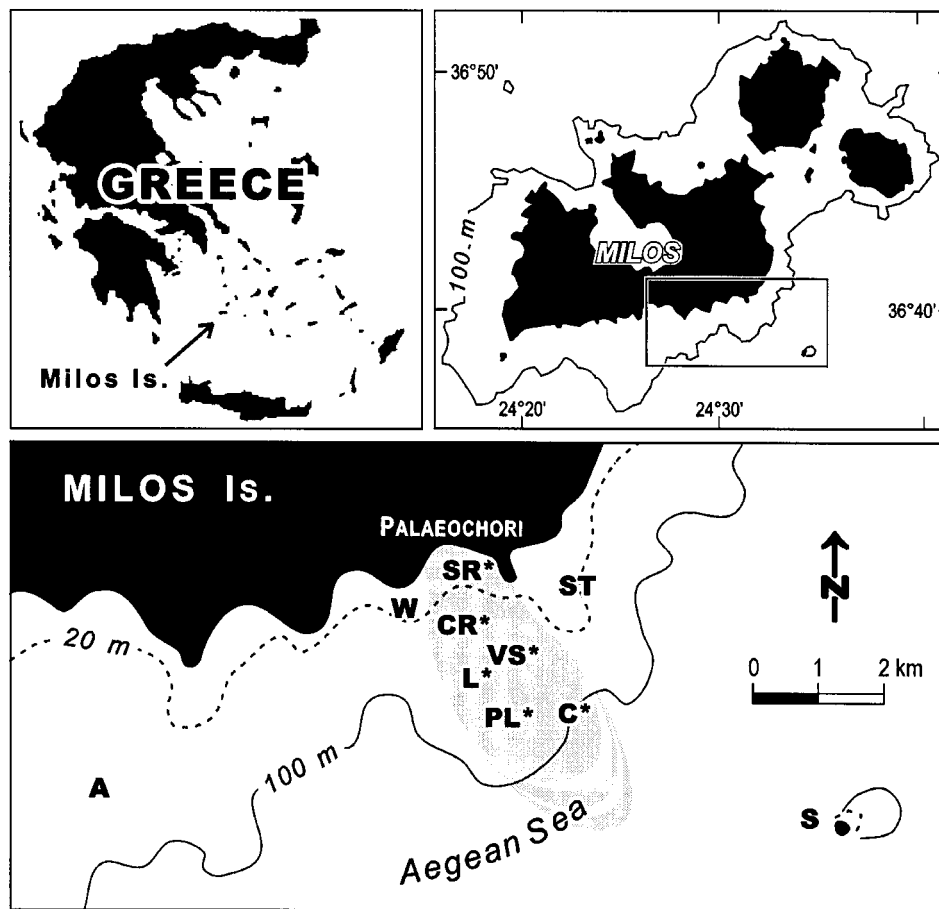 GREECE
Milos Is.
36°50'
100 m
MILOS
36°40'
24°20'
24°30'
MILOS Is.
PALAEOCHORI
SR*
ST
W
20 m
CR*
VS*
L*
PL*
C*
A
100 m
Aegean Sea
N
0 1 2 km
S